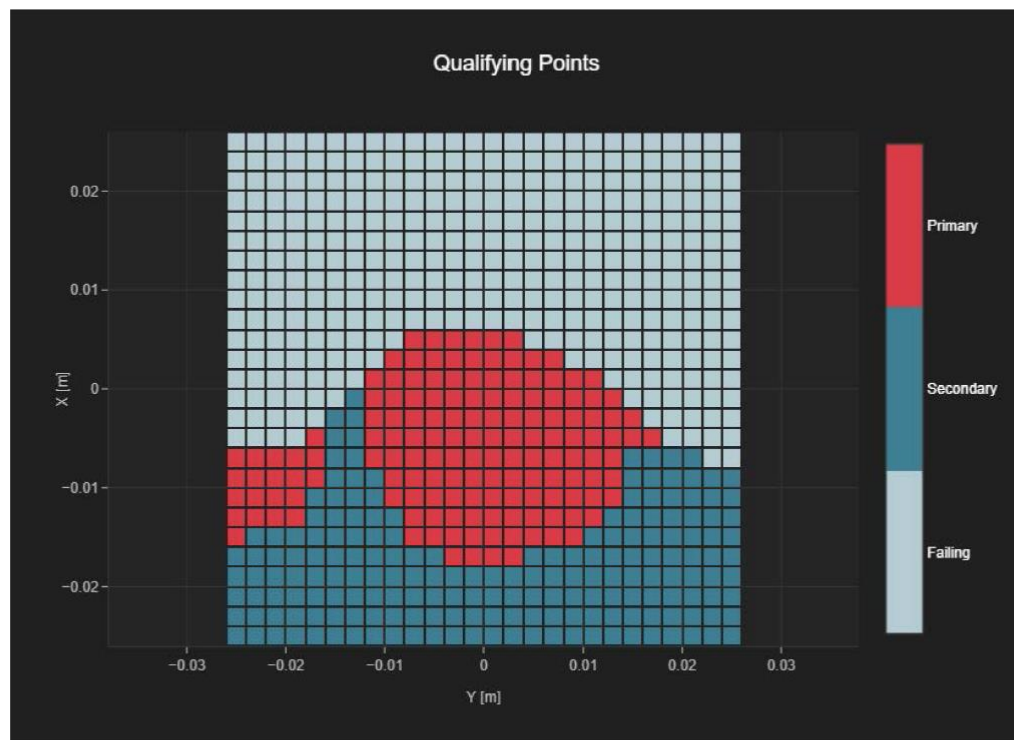 Qualifying Points
0.02
0.01
0
−0.01
−0.02
X [m]
−0.03
−0.02
−0.01
0
0.01
0.02
0.03
Y [m]
Primary
Secondary
Failing